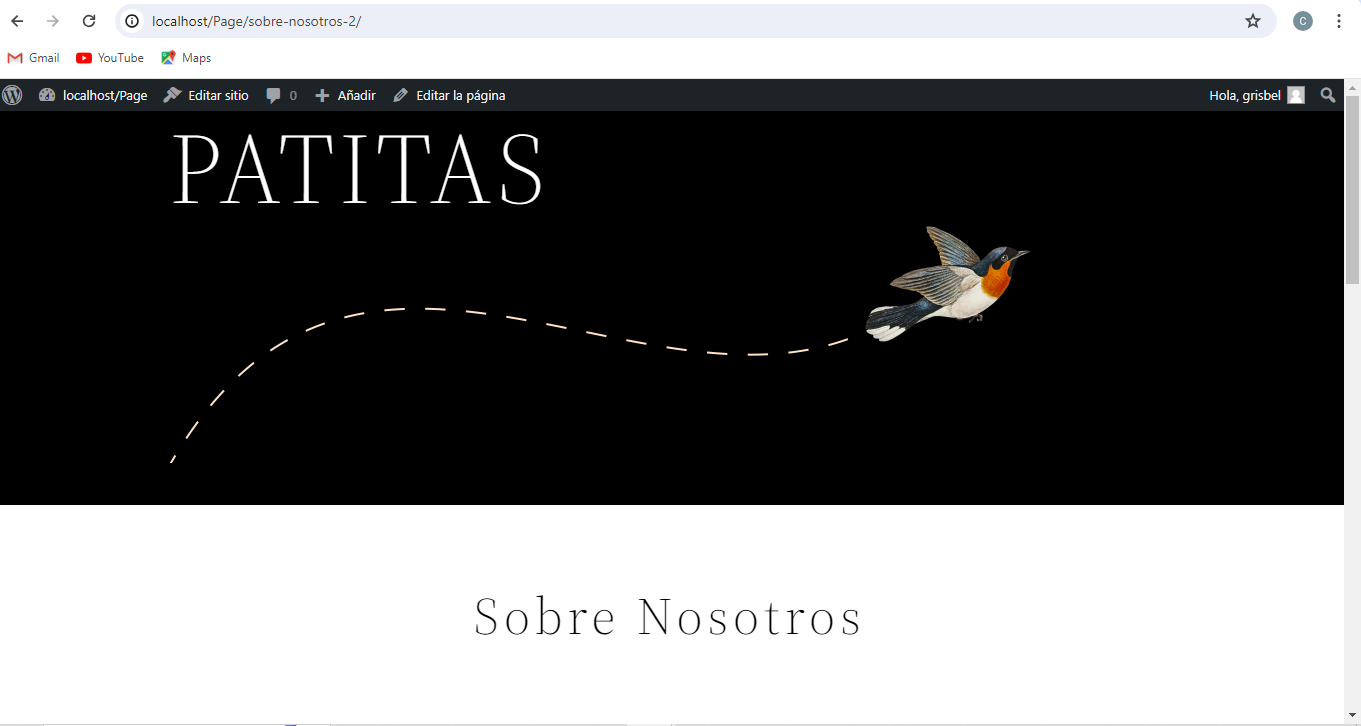 localhost/Page/sobre-nosotros-2/
C
Gmail YouTube Maps
localhost/Page Editar sitio 0 Añadir Editar la página Hola, grisbel
PATITAS
Sobre Nosotros